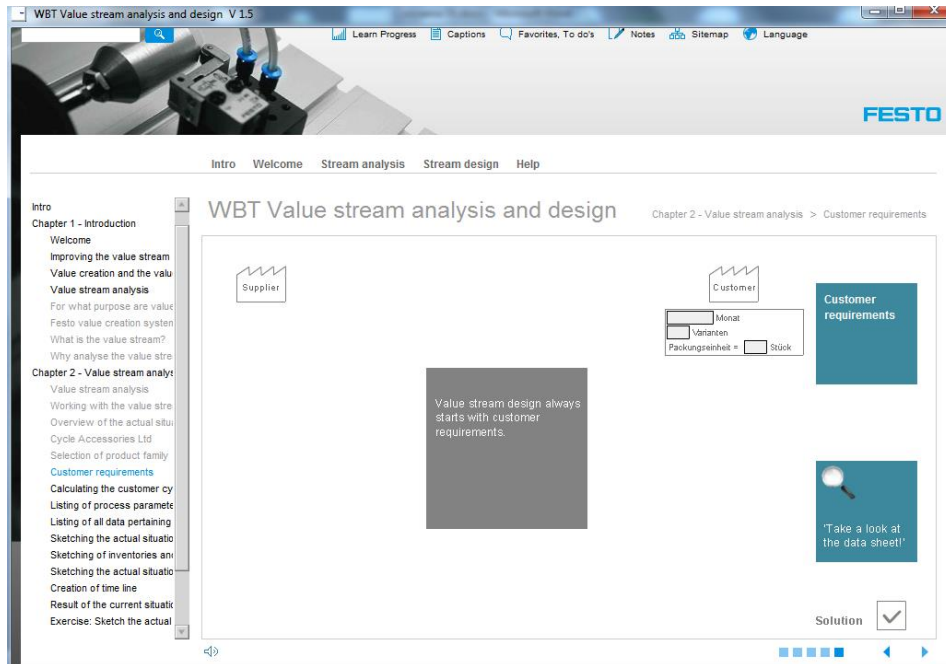 WBT Value stream analysis and design V 1.5
Learn Progress Captions Favorites, To do's Notes Sitemap Language
FESTO
Intro Welcome Stream analysis Stream design Help
WBT Value stream analysis and design
Chapter 2 - Value stream analysis > Customer requirements
Intro
Chapter 1 - Introduction
Welcome
Improving the value stream
Value creation and the valu
Value stream analysis
For what purpose are value
Festo value creation system
What is the value stream?
Why analyse the value stre
Chapter 2 - Value stream analys
Value stream analysis
Working with the value stre
Overview of the actual situ
Cycle Accessories Ltd
Selection of product family
Customer requirements
Calculating the customer cy
Listing of process paramete
Listing of all data pertaining
Sketching the actual situatio
Sketching of inventories an
Sketching the actual situatio
Creation of time line
Result of the current situatio
Exercise: Sketch the actual
Supplier
Customer
Monat
Varianten
Packungseinheit = Stück
Customer
requirements
Value stream design always
starts with customer
requirements.
'Take a look at
the data sheet!'
Solution